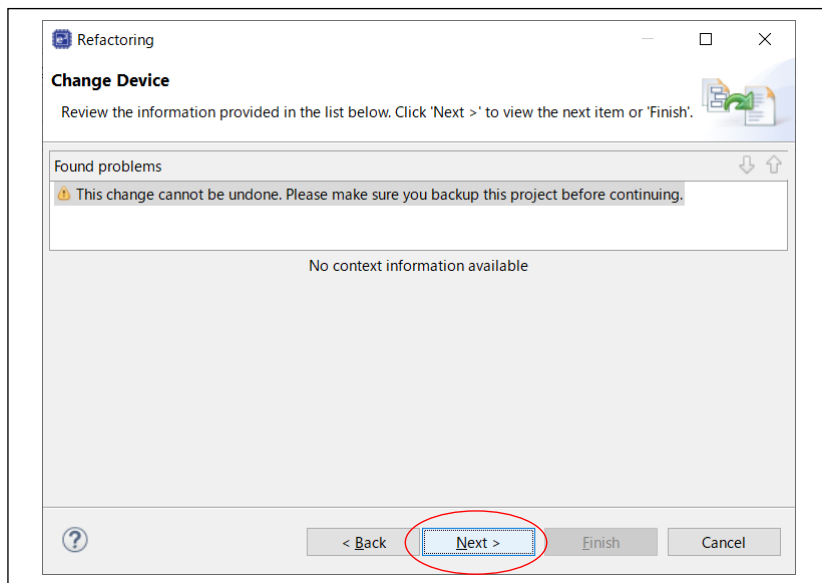 Refactoring
Change Device
Review the information provided in the list below. Click 'Next >' to view the next item or 'Finish'.
Found problems
This change cannot be undone. Please make sure you backup this project before continuing.
No context information available
< Back
Next >
Finish
Cancel